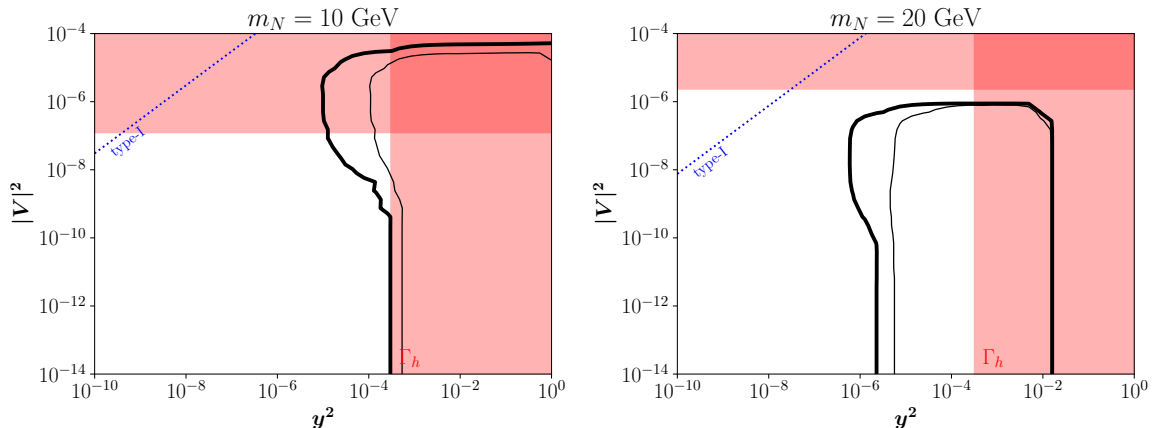 $m_N = 10$ GeV
$10^{-4}$
$10^{-6}$
$10^{-8}$
$10^{-10}$
$10^{-12}$
$10^{-14}$
$|V|^2$
type-I
$\Gamma_h$
$10^{-10}$ $10^{-8}$ $10^{-6}$ $10^{-4}$ $10^{-2}$ $10^{0}$
$y^2$
$m_N = 20$ GeV
$10^{-4}$
$10^{-6}$
$10^{-8}$
$10^{-10}$
$10^{-12}$
$10^{-14}$
$|V|^2$
type-I
$\Gamma_h$
$10^{-10}$ $10^{-8}$ $10^{-6}$ $10^{-4}$ $10^{-2}$ $10^{0}$
$y^2$